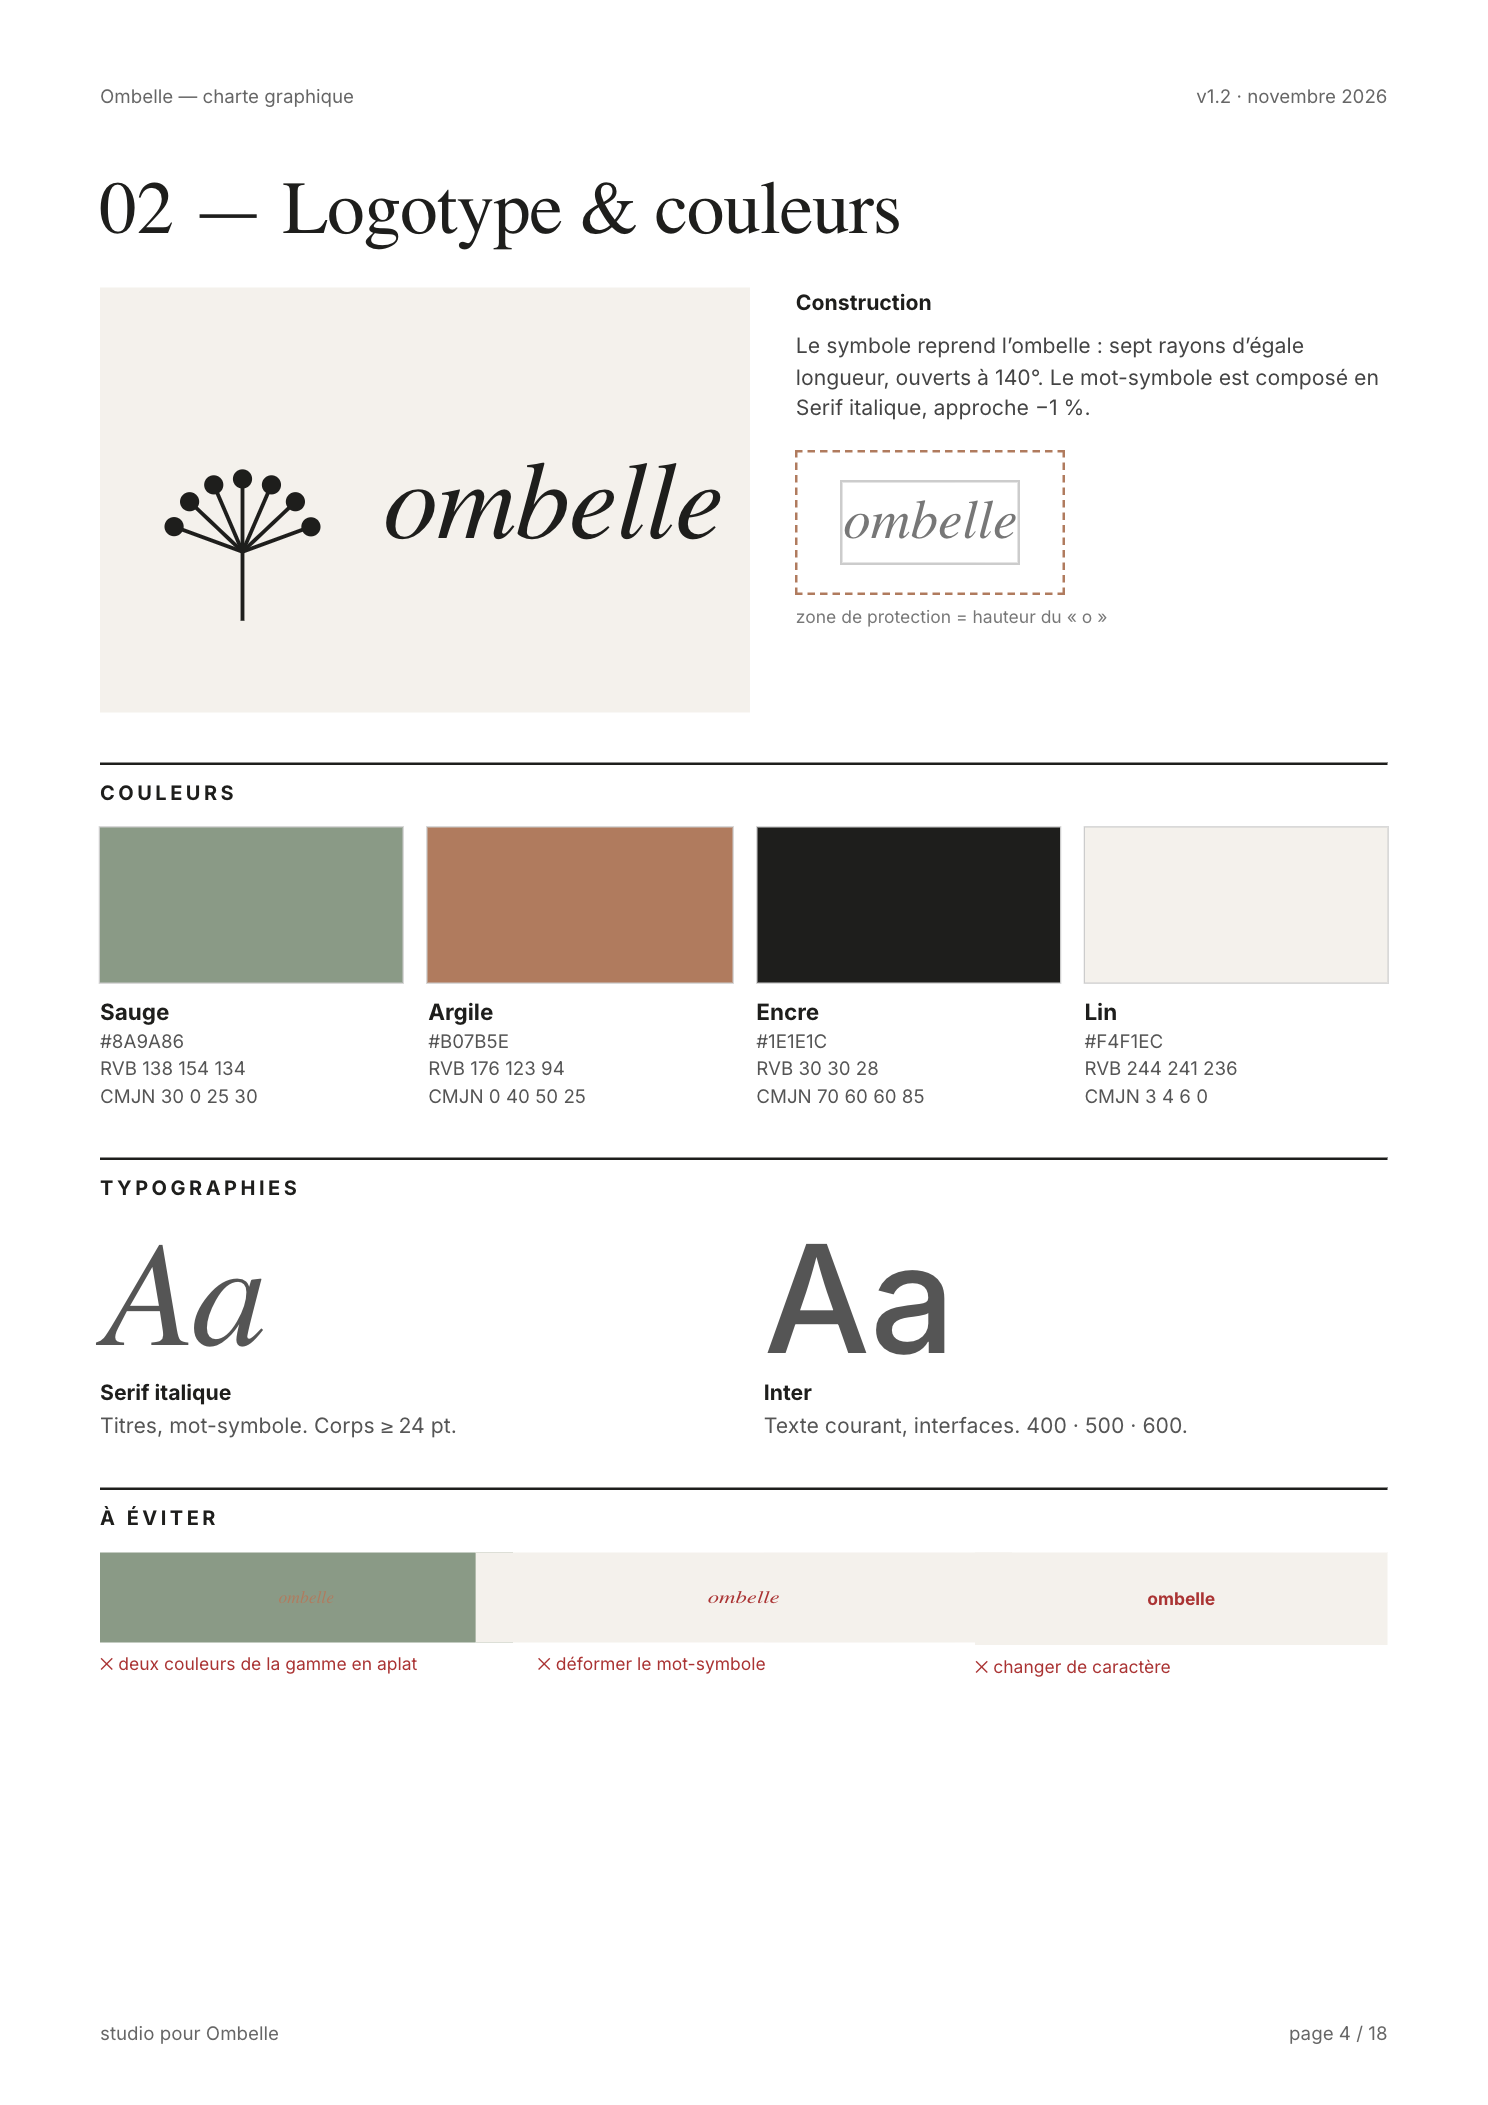 Ombelle — charte graphique
v1.2 · novembre 2026
02 — Logotype & couleurs
ombelle
Construction
Le symbole reprend l’ombelle : sept rayons d’égale
longueur, ouverts à 140°. Le mot-symbole est composé en
Serif italique, approche −1 %.
ombelle
zone de protection = hauteur du « o »
COULEURS
Sauge
#8A9A86
RVB 138 154 134
CMJN 30 0 25 30
Argile
#B07B5E
RVB 176 123 94
CMJN 0 40 50 25
Encre
#1E1E1C
RVB 30 30 28
CMJN 70 60 60 85
Lin
#F4F1EC
RVB 244 241 236
CMJN 3 4 6 0
TYPOGRAPHIES
Aa
Serif italique
Titres, mot-symbole. Corps ≥ 24 pt.
Aa
Inter
Texte courant, interfaces. 400 · 500 · 600.
À ÉVITER
ombelle
✕ deux couleurs de la gamme en aplat
ombelle
✕ déformer le mot-symbole
ombelle
✕ changer de caractère
studio pour Ombelle
page 4 / 18